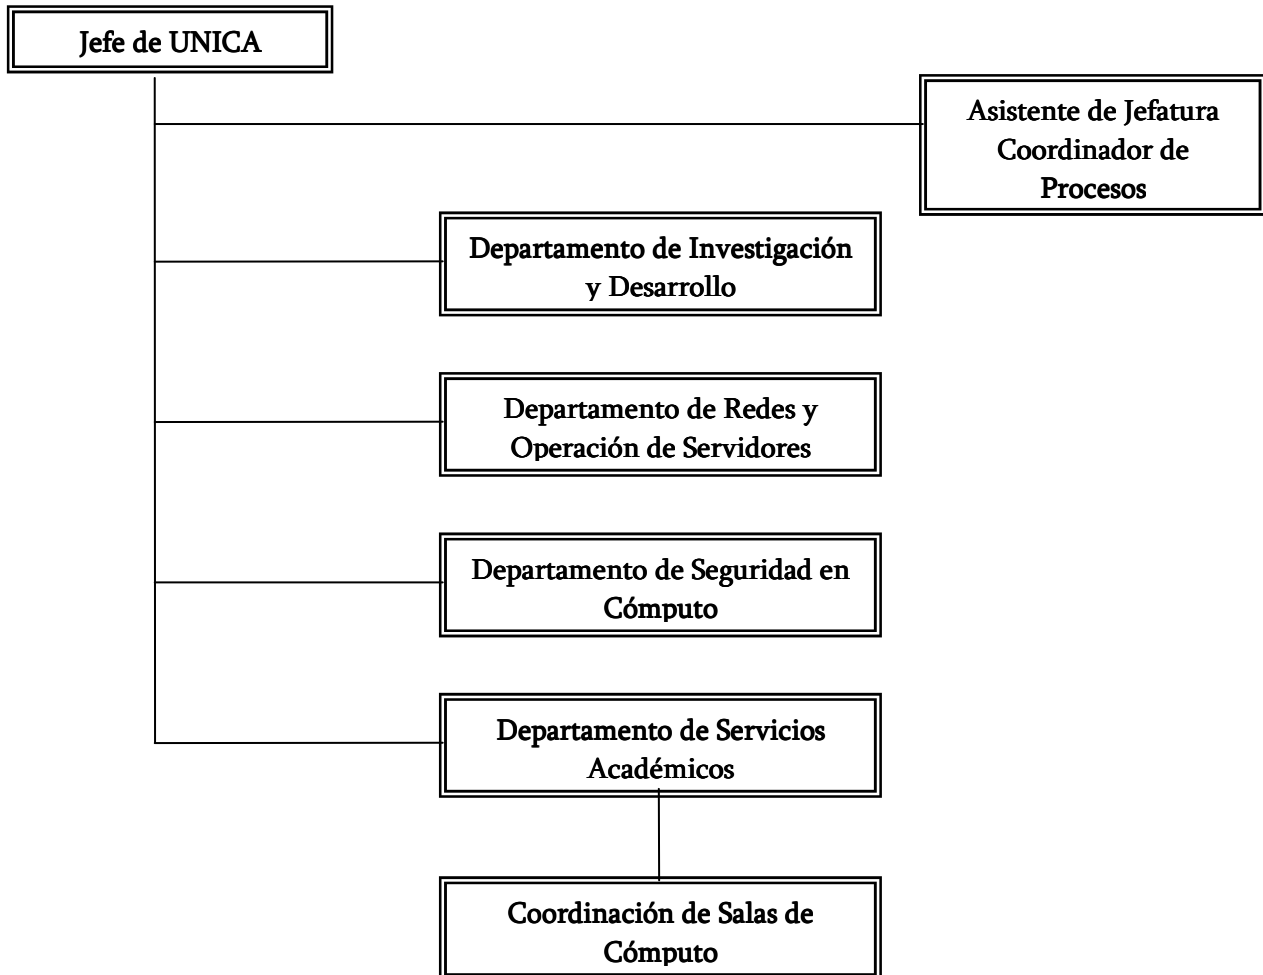 Jefe de UNICA
Asistente de Jefatura
Coordinador de
Procesos
Departamento de Investigación
y Desarrollo
Departamento de Redes y
Operación de Servidores
Departamento de Seguridad en
Cómputo
Departamento de Servicios
Académicos
Coordinación de Salas de
Cómputo